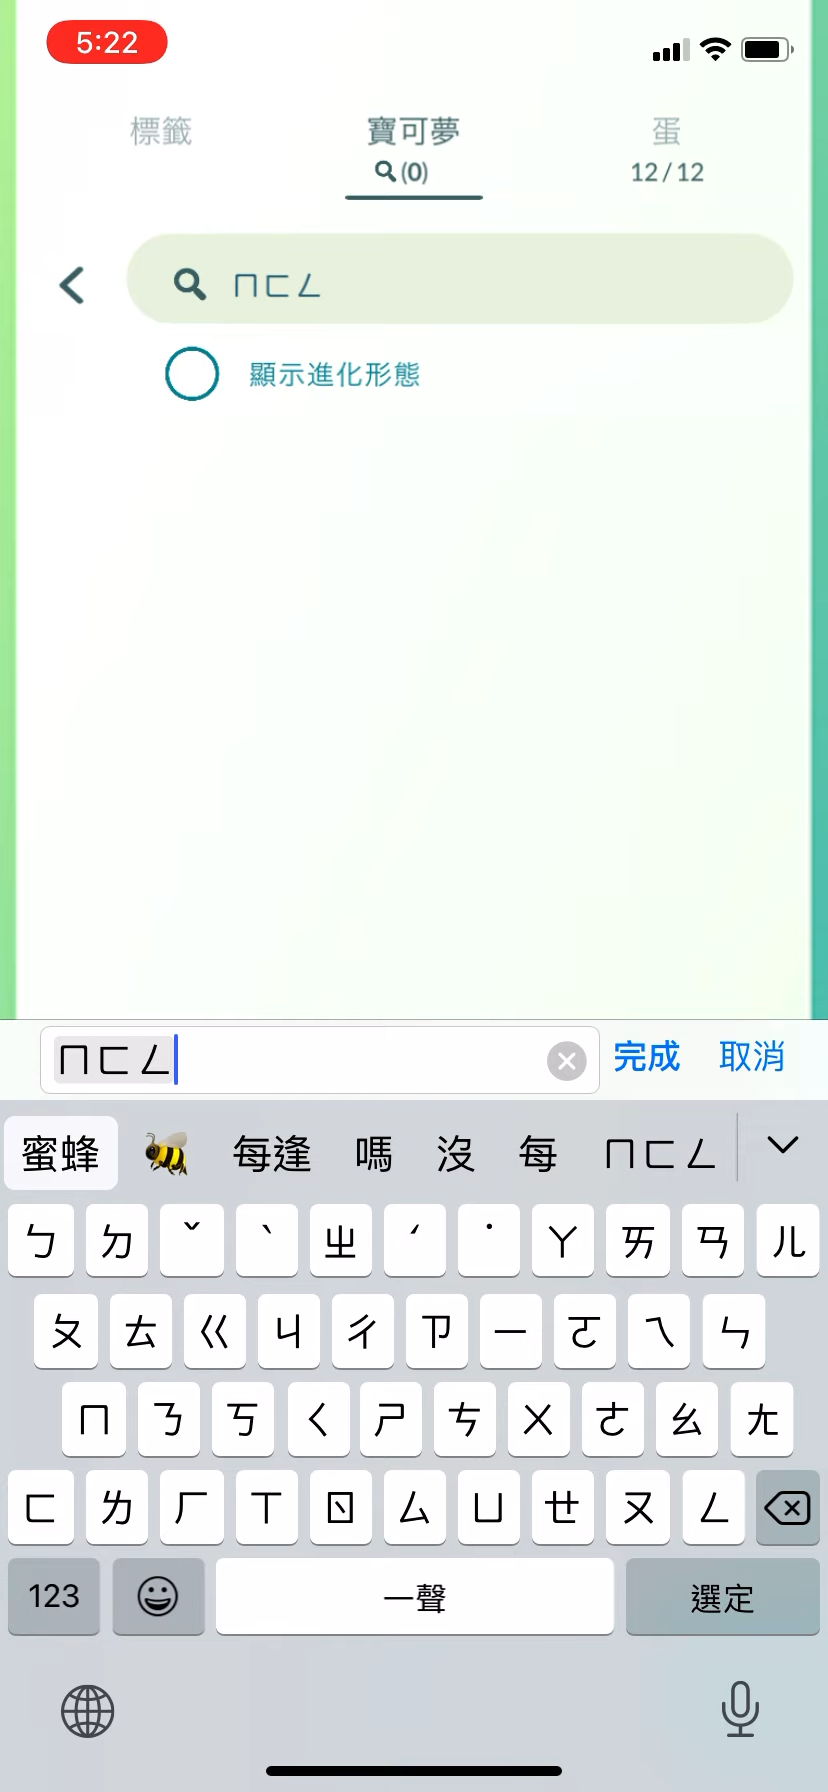 5:22
標籤 寶可夢 蛋
(0) 12/12
ㄇㄈㄥ
顯示進化形態
ㄇㄈㄥ 完成 取消
蜜蜂 🐝 每逢 嗎 沒 每 ㄇㄈㄥ
ㄅ ㄉ ˇ ˋ ㄓ ˊ ˙ ㄚ ㄞ ㄢ ㄦ
ㄆ ㄊ ㄍ ㄐ ㄔ ㄗ ㄧ ㄛ ㄟ ㄣ
ㄇ ㄋ ㄎ ㄑ ㄕ ㄘ ㄨ ㄜ ㄠ ㄤ
ㄈ ㄌ ㄏ ㄒ ㄖ ㄙ ㄩ ㄝ ㄡ ㄥ
123 一聲 選定